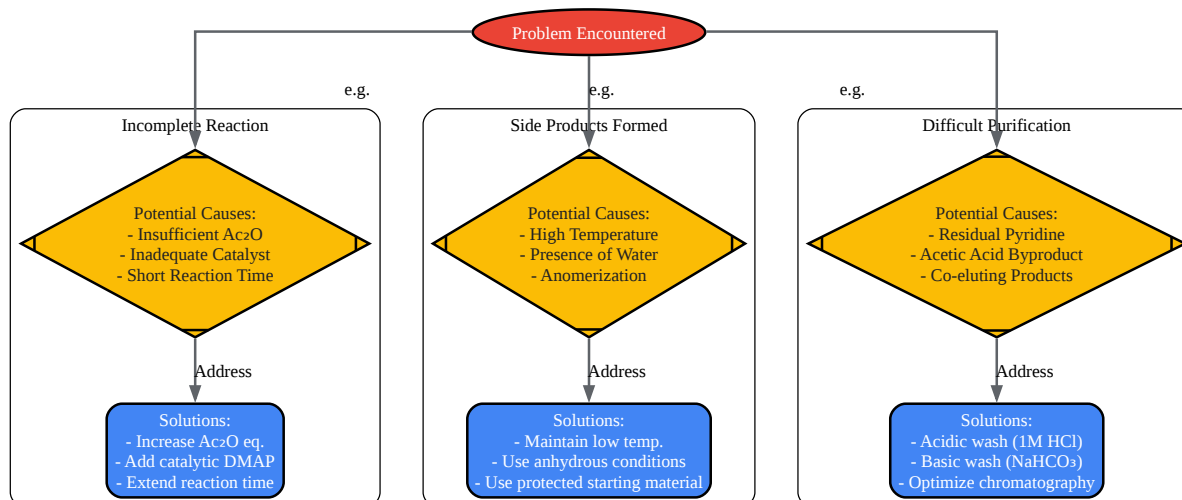 Problem Encountered
e.g.
e.g.
e.g.
Incomplete Reaction
Potential Causes:
- Insufficient Ac₂O
- Inadequate Catalyst
- Short Reaction Time
Address
Solutions:
- Increase Ac₂O eq.
- Add catalytic DMAP
- Extend reaction time
Side Products Formed
Potential Causes:
- High Temperature
- Presence of Water
- Anomerization
Address
Solutions:
- Maintain low temp.
- Use anhydrous conditions
- Use protected starting material
Difficult Purification
Potential Causes:
- Residual Pyridine
- Acetic Acid Byproduct
- Co-eluting Products
Address
Solutions:
- Acidic wash (1M HCl)
- Basic wash (NaHCO₃)
- Optimize chromatography